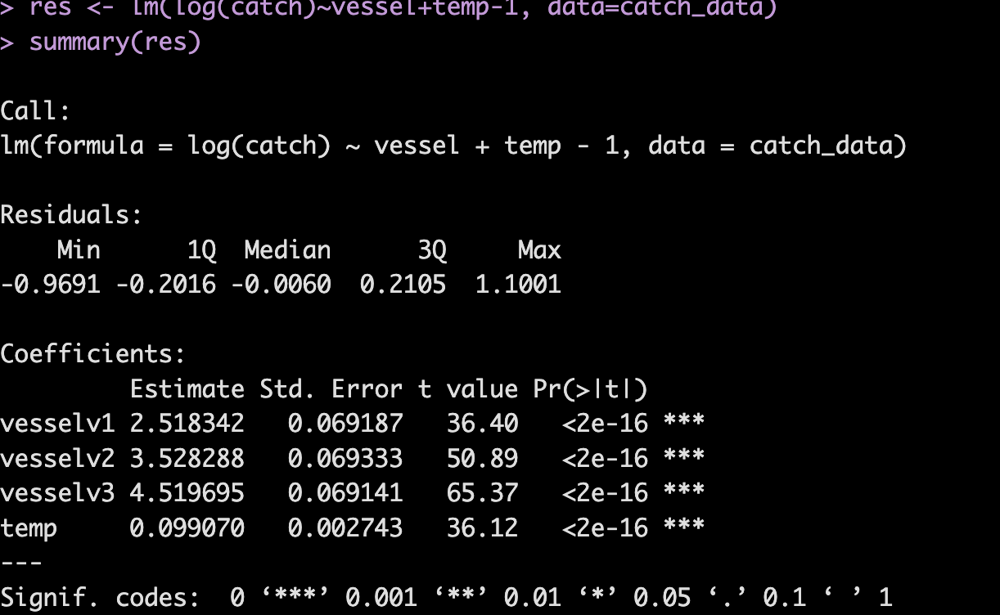 > res <- lm(log(catch)~vessel+temp-1, data=catch_data)
> summary(res)
Call:
lm(formula = log(catch) ~ vessel + temp - 1, data = catch_data)
Residuals:
    Min      1Q  Median      3Q     Max
-0.9691 -0.2016 -0.0060  0.2105  1.1001
Coefficients:
         Estimate Std. Error t value Pr(>|t|)
vesselv1 2.518342   0.069187   36.40   <2e-16 ***
vesselv2 3.528288   0.069333   50.89   <2e-16 ***
vesselv3 4.519695   0.069141   65.37   <2e-16 ***
temp     0.099070   0.002743   36.12   <2e-16 ***
---
Signif. codes:  0 ‘***’ 0.001 ‘**’ 0.01 ‘*’ 0.05 ‘.’ 0.1 ‘ ’ 1